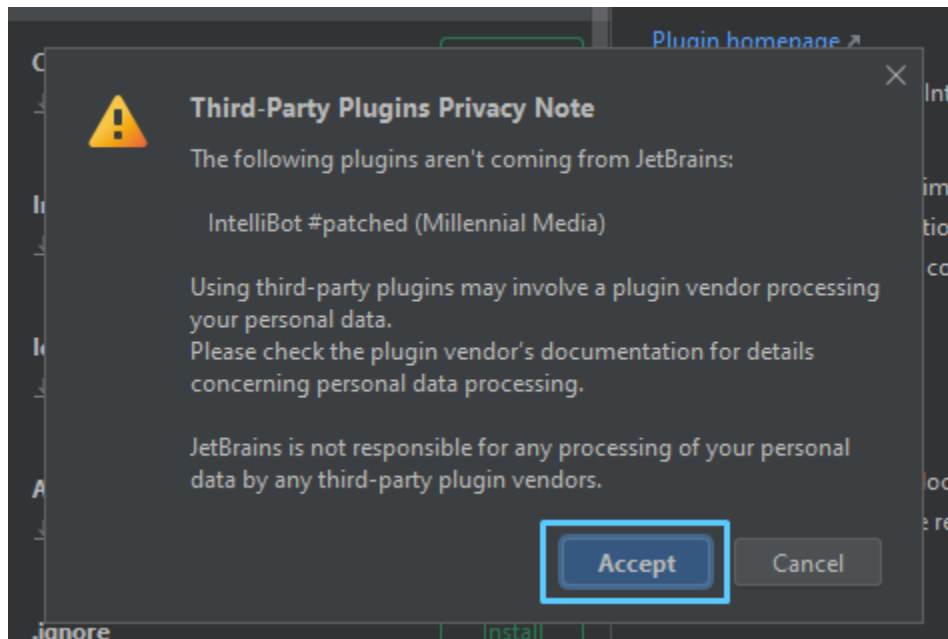 Plugin homepage ↗
Third-Party Plugins Privacy Note
The following plugins aren't coming from JetBrains:
IntelliBot #patched (Millennial Media)
Using third-party plugins may involve a plugin vendor processing
your personal data.
Please check the plugin vendor's documentation for details
concerning personal data processing.
JetBrains is not responsible for any processing of your personal
data by any third-party plugin vendors.
Accept
Cancel
.ignore
Install